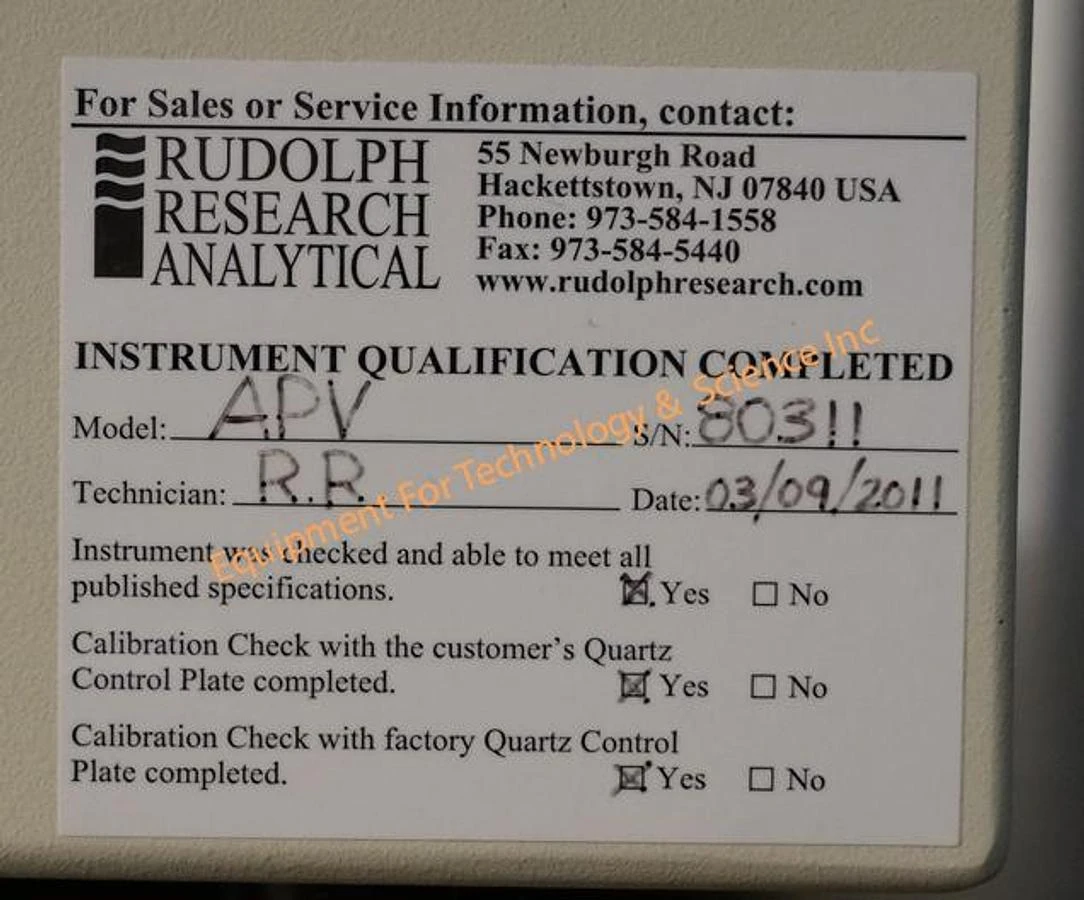 For Sales or Service Information, contact:
RUDOLPH
RESEARCH
ANALYTICAL
55 Newburgh Road
Hackettstown, NJ 07840 USA
Phone: 973-584-1558
Fax: 973-584-5440
www.rudolphresearch.com
INSTRUMENT QUALIFICATION COMPLETED
Model: APV S/N: 80311
Technician: R.R. Date: 03/09/2011
Equipment For Technology & Science Inc
Instrument was checked and able to meet all
published specifications. ☒ Yes ☐ No
Calibration Check with the customer's Quartz
Control Plate completed. ☒ Yes ☐ No
Calibration Check with factory Quartz Control
Plate completed. ☒ Yes ☐ No